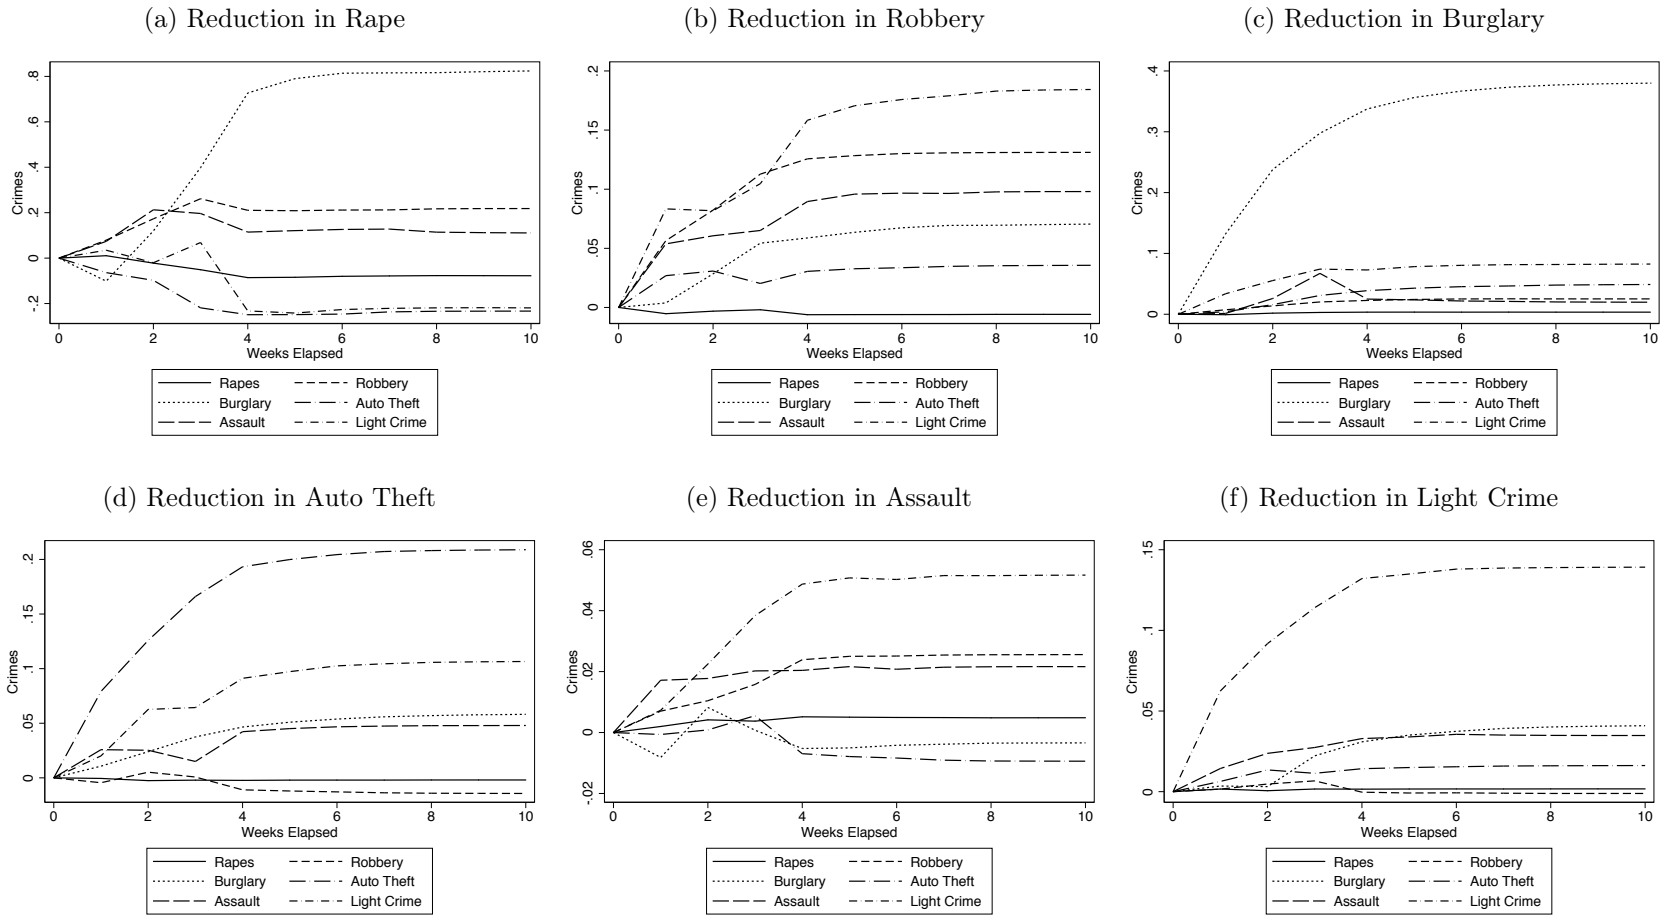 (a) Reduction in Rape
(b) Reduction in Robbery
(c) Reduction in Burglary
Crimes
-.2 0 .2 .4 .6 .8
0 2 4 6 8 10
Weeks Elapsed
Rapes Robbery
Burglary Auto Theft
Assault Light Crime
Crimes
0 .05 .1 .15 .2
0 2 4 6 8 10
Weeks Elapsed
Rapes Robbery
Burglary Auto Theft
Assault Light Crime
Crimes
0 .1 .2 .3 .4
0 2 4 6 8 10
Weeks Elapsed
Rapes Robbery
Burglary Auto Theft
Assault Light Crime
(d) Reduction in Auto Theft
(e) Reduction in Assault
(f) Reduction in Light Crime
Crimes
0 .05 .1 .15 .2
0 2 4 6 8 10
Weeks Elapsed
Rapes Robbery
Burglary Auto Theft
Assault Light Crime
Crimes
-.02 0 .02 .04 .06
0 2 4 6 8 10
Weeks Elapsed
Rapes Robbery
Burglary Auto Theft
Assault Light Crime
Crimes
0 .05 .1 .15
0 2 4 6 8 10
Weeks Elapsed
Rapes Robbery
Burglary Auto Theft
Assault Light Crime